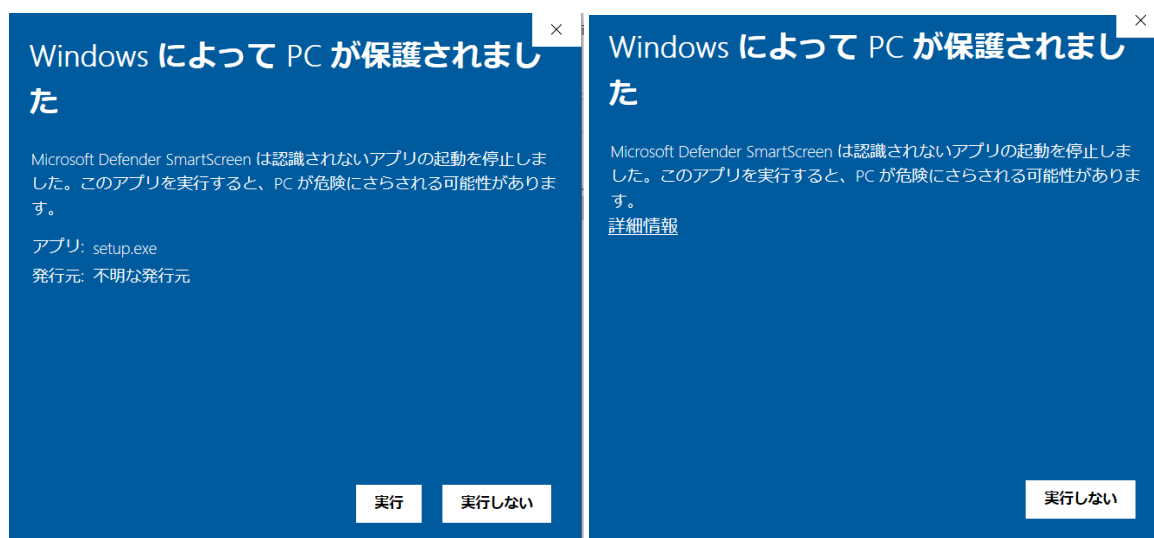 Windows によって PC が保護されまし
た
Microsoft Defender SmartScreen は認識されないアプリの起動を停止しま
した。このアプリを実行すると、PC が危険にさらされる可能性がありま
す。
アプリ: setup.exe
発行元: 不明な発行元
実行
実行しない
Windows によって PC が保護されまし
た
Microsoft Defender SmartScreen は認識されないアプリの起動を停止しま
した。このアプリを実行すると、PC が危険にさらされる可能性がありま
す。
詳細情報
実行しない